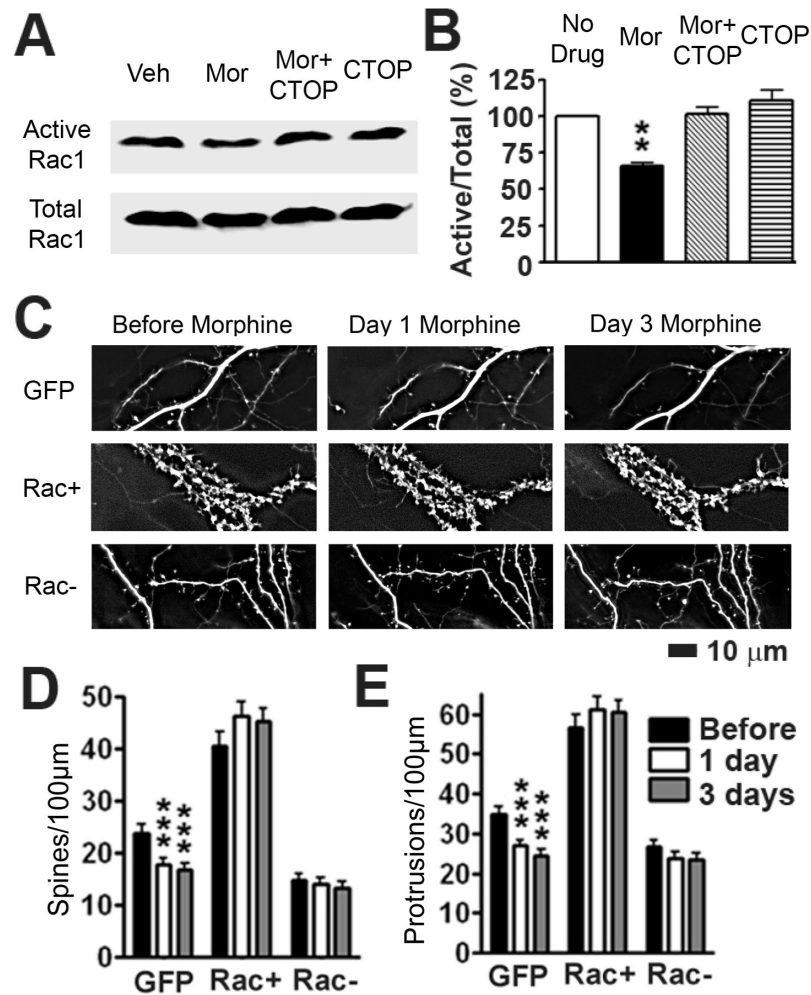 A
Veh
Mor
Mor+
CTOP
CTOP
Active
Rac1
Total
Rac1
B
No
Drug
Mor
Mor+
CTOP
CTOP
Active/Total (%)
125
100
75
50
25
0
**
C
Before Morphine
Day 1 Morphine
Day 3 Morphine
GFP
Rac+
Rac-
10 μm
D
Spines/100μm
50
40
30
20
10
0
***
***
GFP
Rac+
Rac-
E
Protrusions/100μm
60
50
40
30
20
10
0
***
***
GFP
Rac+
Rac-
Before
1 day
3 days